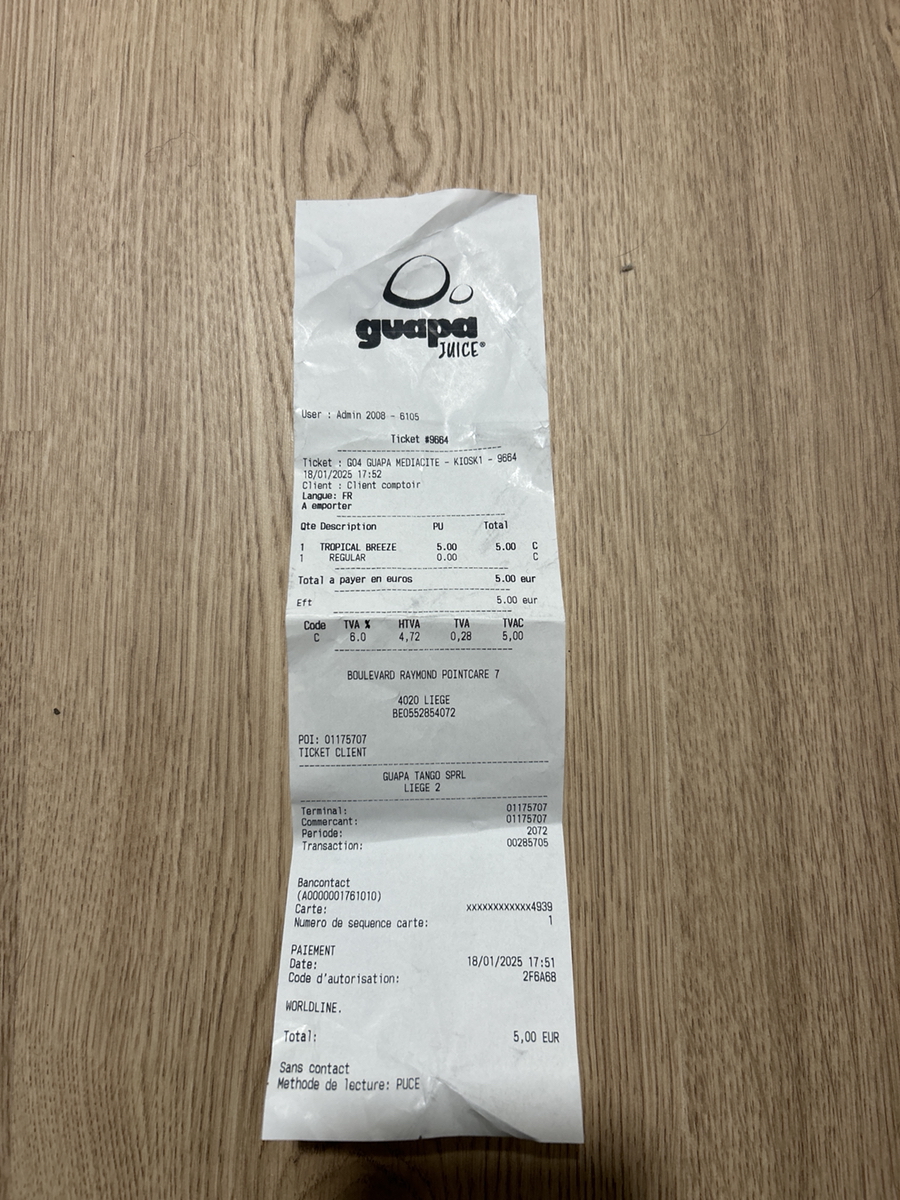 guapa
JUICE®
User : Admin 2008 - 6105
Ticket #9664
Ticket : G04 GUAPA MEDIACITE - KIOSK1 - 9664
18/01/2025 17:52
Client : Client comptoir
Langue: FR
A emporter
Qte Description PU Total
1 TROPICAL BREEZE 5.00 5.00 C
1 REGULAR 0.00 C
Total a payer en euros 5.00 eur
Eft 5.00 eur
Code TVA % HTVA TVA TVAC
C 6.0 4,72 0,28 5,00
BOULEVARD RAYMOND POINTCARE 7
4020 LIEGE
BE0552854072
POI: 01175707
TICKET CLIENT
GUAPA TANGO SPRL
LIEGE 2
Terminal: 01175707
Commercant: 01175707
Periode: 2072
Transaction: 00285705
Bancontact
(A0000001761010)
Carte: xxxxxxxxxxxx4939
Numero de sequence carte: 1
PAIEMENT
Date: 18/01/2025 17:51
Code d'autorisation: 2F6A68
WORLDLINE.
Total: 5,00 EUR
Sans contact
Methode de lecture: PUCE